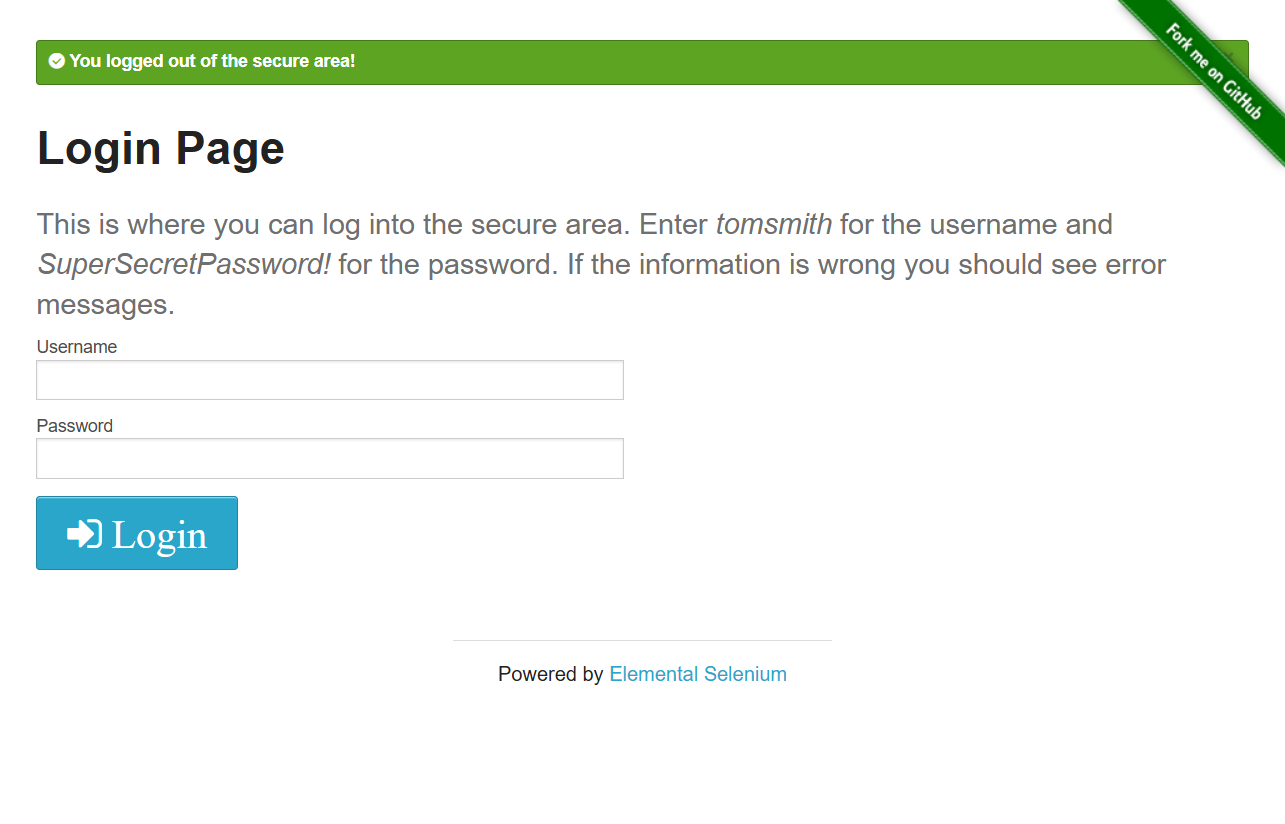 You logged out of the secure area!
Fork me on GitHub
Login Page
This is where you can log into the secure area. Enter tomsmith for the username and
SuperSecretPassword! for the password. If the information is wrong you should see error
messages.
Username
Password
Login
Powered by Elemental Selenium